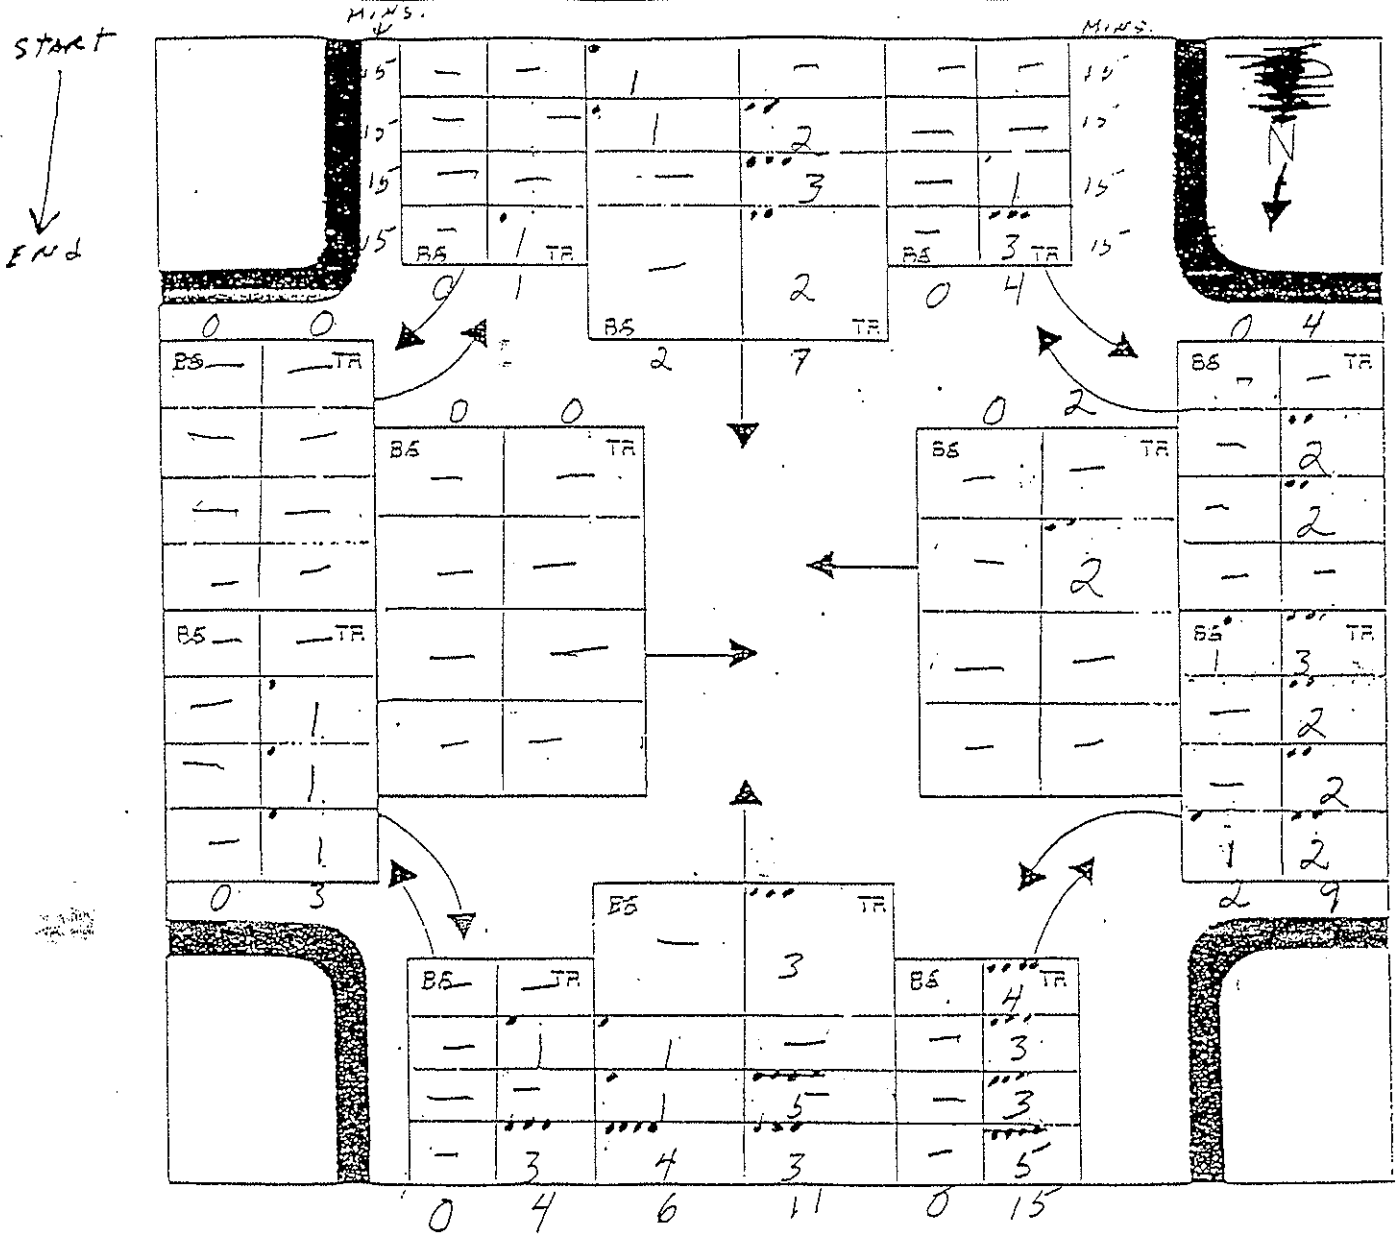 MINS. MINS.
START
15 — — 1 — — — 15
15 — — 1 2 — — 15
15 — — — 3 — 1 15
END
15 BS — 1 TR — 2 BS — 3 TR 15
0 1 0 4
BS TR
2 7
N
0 0
BS — — TR
— —
— —
— —
BS — — TR
— 1
— 1
— 1
0 3
0 0
BS TR
— —
— —
— —
— —
0 2
BS TR
— —
— 2
— —
— —
0 4
BS TR
— —
— 2
— 2
— —
BS TR
1 3
— 2
— 2
1 2
2 9
BS TR
— 3
BS — — TR BS 4 TR
— 1 1 — — 3
— — 1 5 — 3
— 3 4 3 — 5
0 4 6 11 0 15